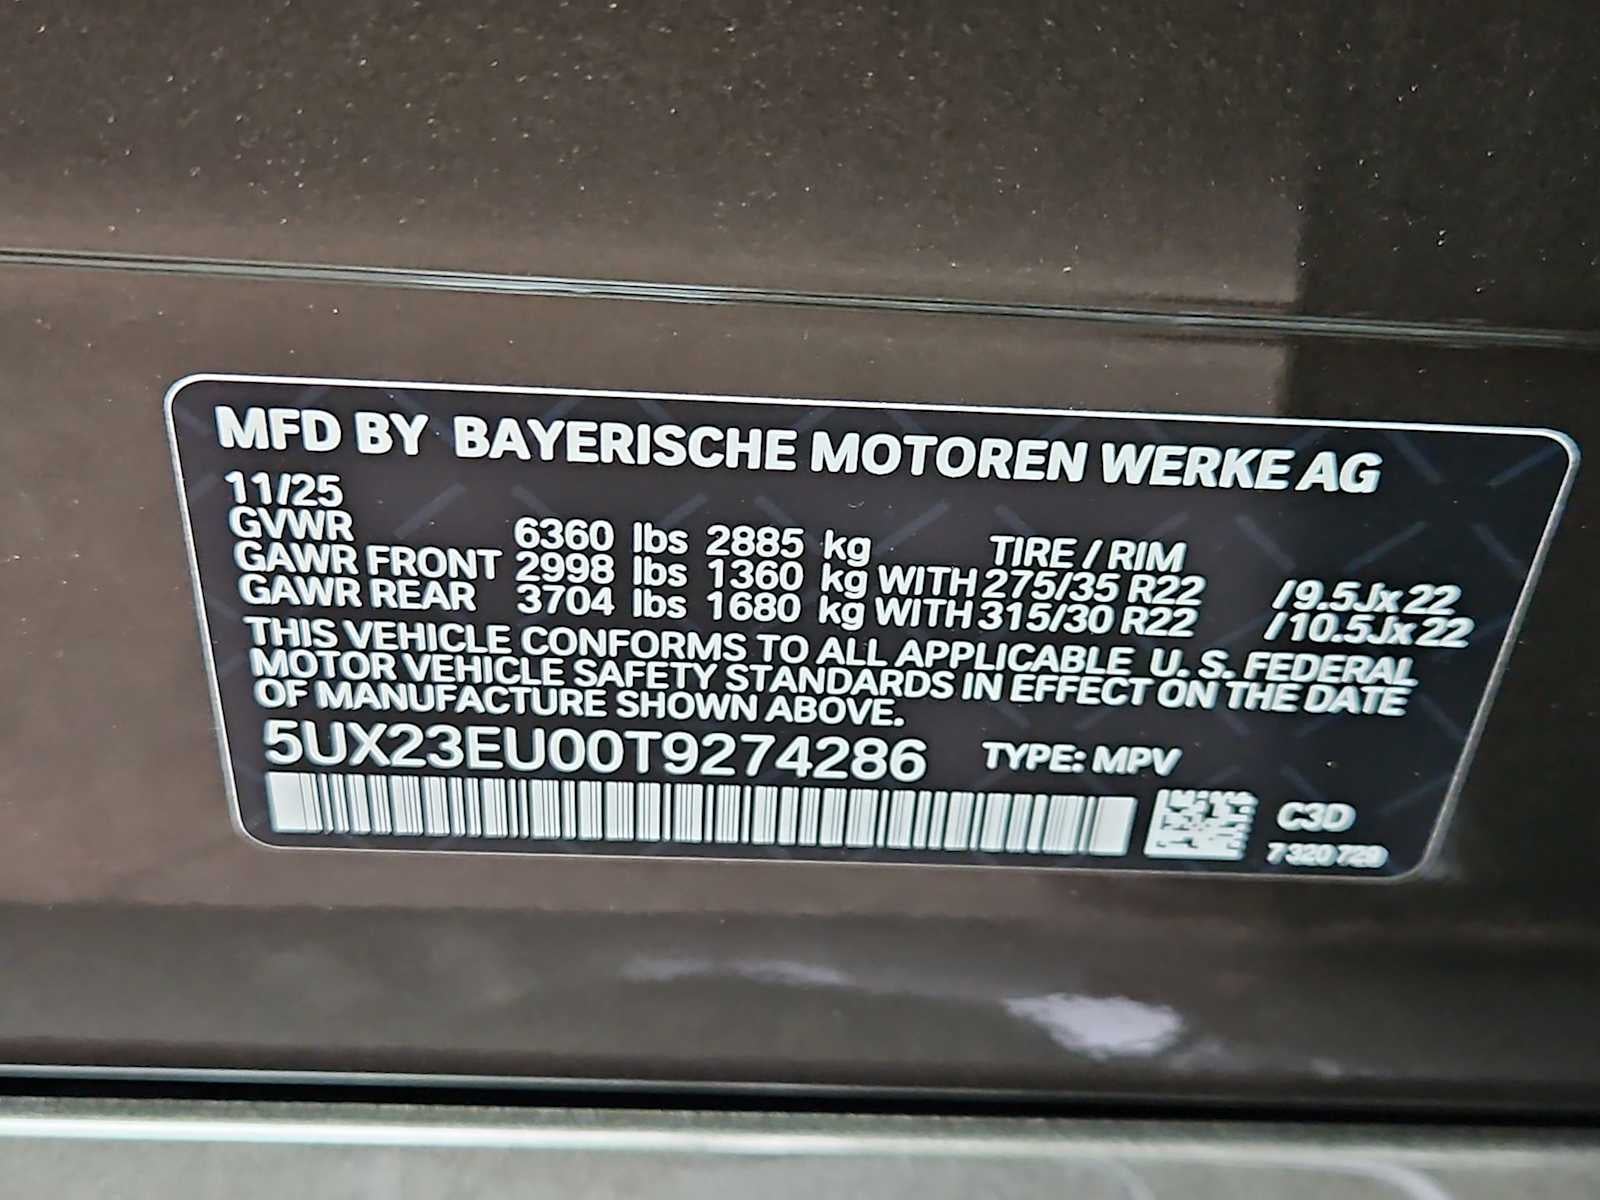 MFD BY BAYERISCHE MOTOREN WERKE AG
11/25
GVWR 6360 lbs 2885 kg TIRE / RIM
GAWR FRONT 2998 lbs 1360 kg WITH 275/35 R22 /9.5Jx22
GAWR REAR 3704 lbs 1680 kg WITH 315/30 R22 /10.5Jx22
THIS VEHICLE CONFORMS TO ALL APPLICABLE U. S. FEDERAL
MOTOR VEHICLE SAFETY STANDARDS IN EFFECT ON THE DATE
OF MANUFACTURE SHOWN ABOVE.
5UX23EU00T9274286 TYPE: MPV
C3D
7 320 729